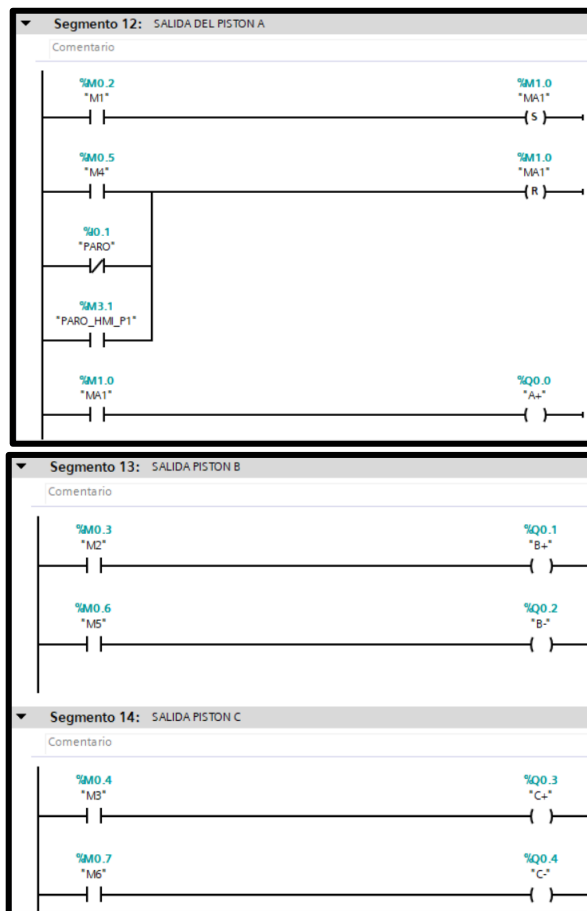 Segmento 12: SALIDA DEL PISTON A
Comentario
%M0.2 %M1.0
"M1" "MA1"
S
%M0.5 %M1.0
"M4" "MA1"
R
%I0.1
"PARO"
%M3.1
"PARO_HMI_P1"
%M1.0 %Q0.0
"MA1" "A+"
Segmento 13: SALIDA PISTON B
Comentario
%M0.3 %Q0.1
"M2" "B+"
%M0.6 %Q0.2
"M5" "B-"
Segmento 14: SALIDA PISTON C
Comentario
%M0.4 %Q0.3
"M3" "C+"
%M0.7 %Q0.4
"M6" "C-"